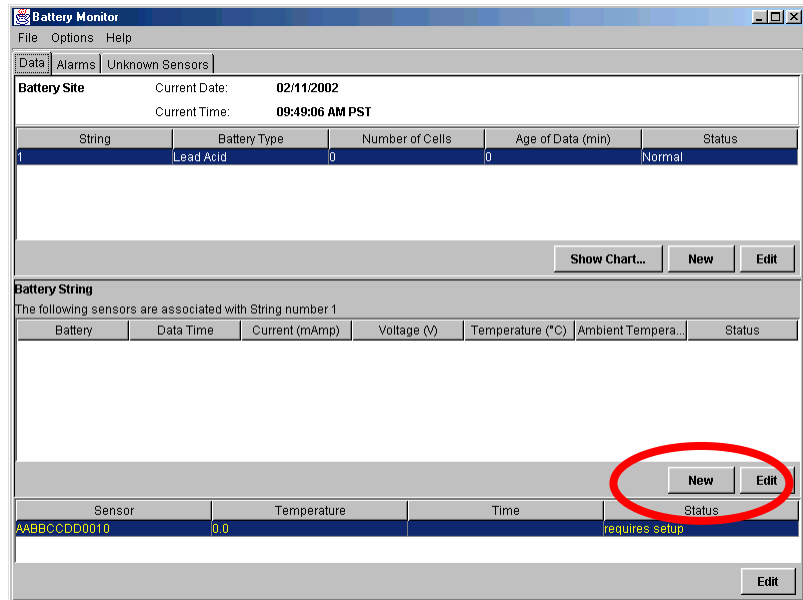 Battery Monitor
File Options Help
Data Alarms Unknown Sensors
Battery Site Current Date: 02/11/2002
Current Time: 09:49:06 AM PST
String Battery Type Number of Cells Age of Data (min) Status
1 Lead Acid 0 0 Normal
Show Chart... New Edit
Battery String
The following sensors are associated with String number 1
Battery Data Time Current (mAmp) Voltage (V) Temperature (°C) Ambient Tempera... Status
New Edit
Sensor Temperature Time Status
AABBCCDD0010 0.0 requires setup
Edit